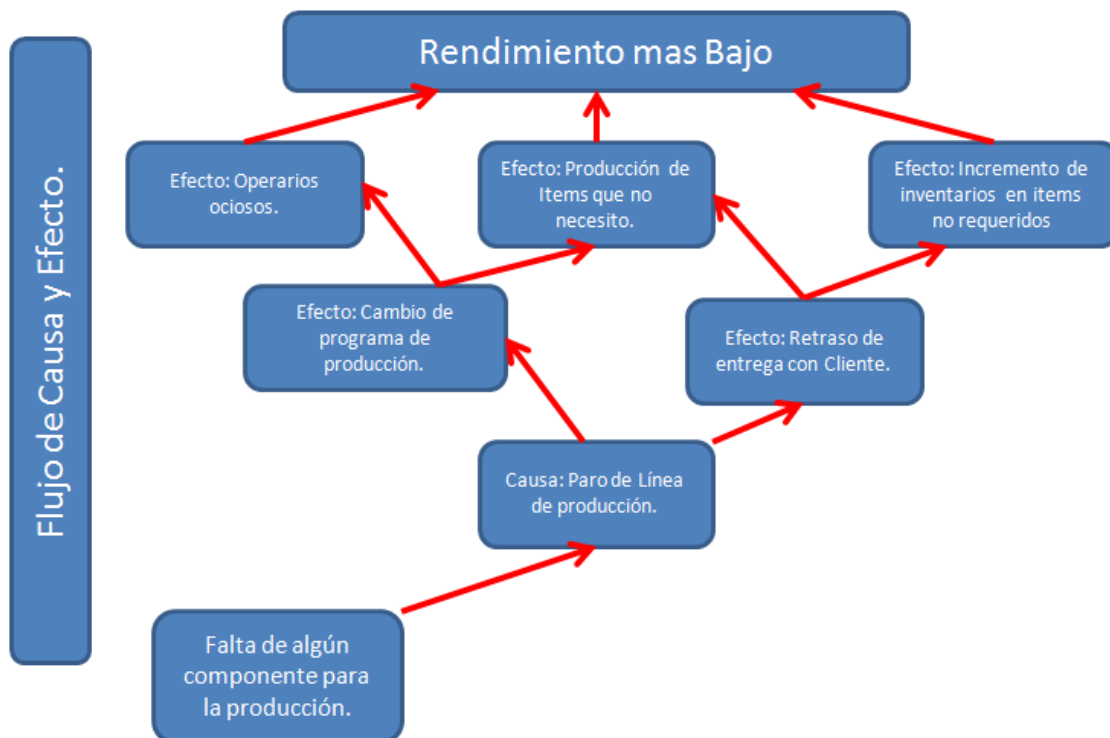 Flujo de Causa y Efecto.
Rendimiento mas Bajo
Efecto: Operarios
ociosos.
Efecto: Producción de
Items que no
necesito.
Efecto: Incremento de
inventarios en items
no requeridos
Efecto: Cambio de
programa de
producción.
Efecto: Retraso de
entrega con Cliente.
Causa: Paro de Línea
de producción.
Falta de algún
componente para
la producción.